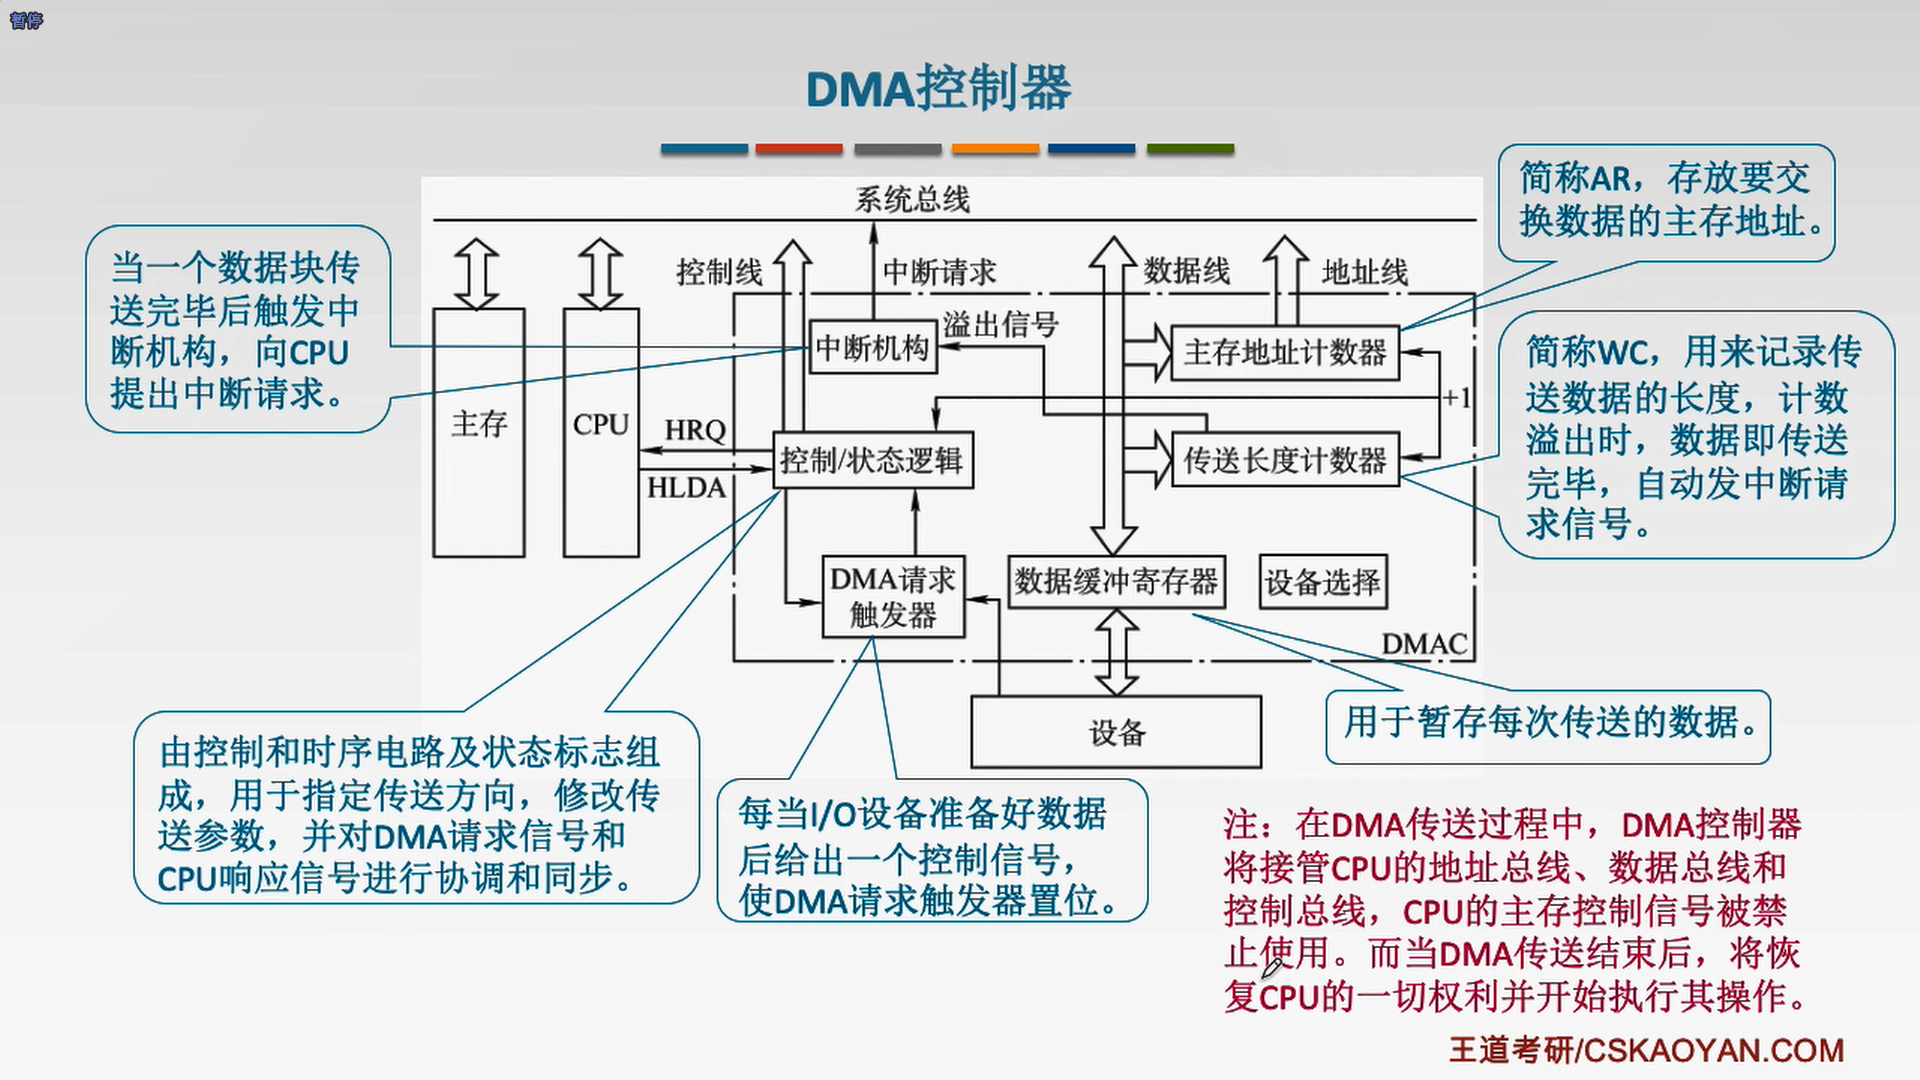 暂停
DMA控制器
系统总线
控制线
中断请求
数据线
地址线
中断机构
溢出信号
主存地址计数器
+1
主存
CPU
HRQ
HLDA
控制/状态逻辑
传送长度计数器
DMA请求
触发器
数据缓冲寄存器
设备选择
DMAC
设备
当一个数据块传
送完毕后触发中
断机构，向CPU
提出中断请求。
简称AR，存放要交
换数据的主存地址。
简称WC，用来记录传
送数据的长度，计数
溢出时，数据即传送
完毕，自动发中断请
求信号。
由控制和时序电路及状态标志组
成，用于指定传送方向，修改传
送参数，并对DMA请求信号和
CPU响应信号进行协调和同步。
每当I/O设备准备好数据
后给出一个控制信号，
使DMA请求触发器置位。
用于暂存每次传送的数据。
注：在DMA传送过程中，DMA控制器
将接管CPU的地址总线、数据总线和
控制总线，CPU的主存控制信号被禁
止使用。而当DMA传送结束后，将恢
复CPU的一切权利并开始执行其操作。
王道考研/CSKAOYAN.COM